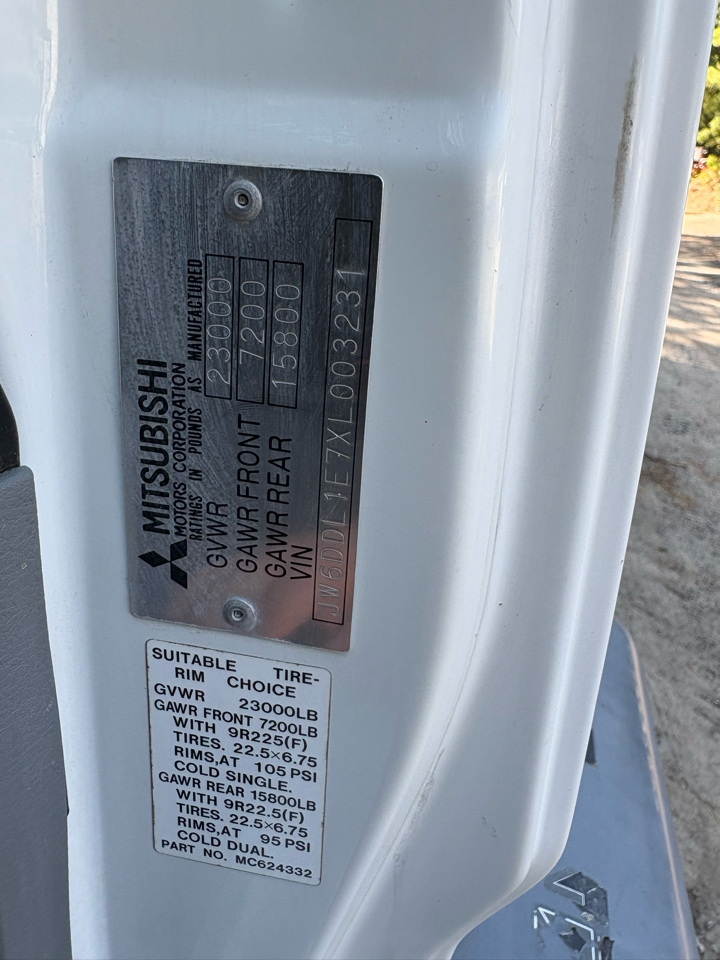 MITSUBISHI
MOTORS CORPORATION
RATINGS IN POUNDS AS MANUFACTURED
GVWR 23000
GAWR FRONT 7200
GAWR REAR 15800
VIN
JW6DDL1E7XL003231
SUITABLE TIRE-
RIM CHOICE
GVWR 23000LB
GAWR FRONT 7200LB
WITH 9R225(F)
TIRES, 22.5×6.75
RIMS,AT 105 PSI
COLD SINGLE.
GAWR REAR 15800LB
WITH 9R22.5(F)
TIRES, 22.5×6.75
RIMS,AT 95 PSI
COLD DUAL.
PART NO. MC624332